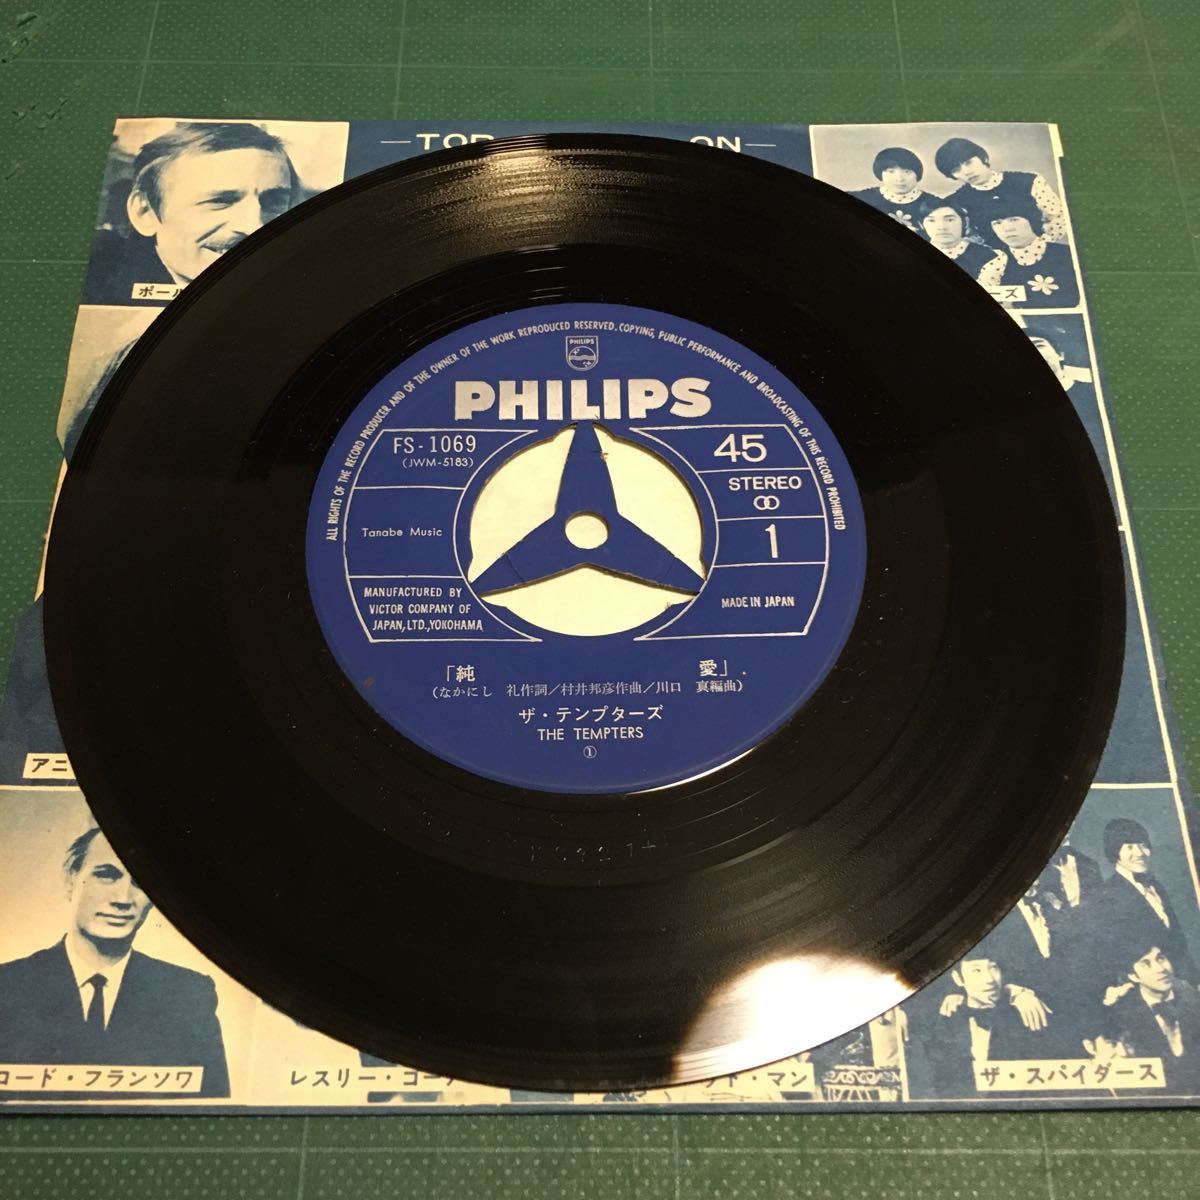 —TOP
ON—
ポール
ーズ
ALL RIGHTS OF THE RECORD PRODUCER AND OF THE OWNER OF THE WORK REPRODUCED RESERVED. COPYING, PUBLIC PERFORMANCE AND BROADCASTING OF THIS RECORD PROHIBITED
PHILIPS
PHILIPS
FS-1069
(JWM-5183)
45
STEREO
Tanabe Music
1
MANUFACTURED BY
VICTOR COMPANY OF
JAPAN, LTD., YOKOHAMA
MADE IN JAPAN
「純 愛」
(なかにし 礼作詞/村井邦彦作曲/川口 真編曲)
ザ・テンプターズ
THE TEMPTERS
①
アニ
コード・フランソワ
レスリー・ゴー
ド・マン
ザ・スパイダース